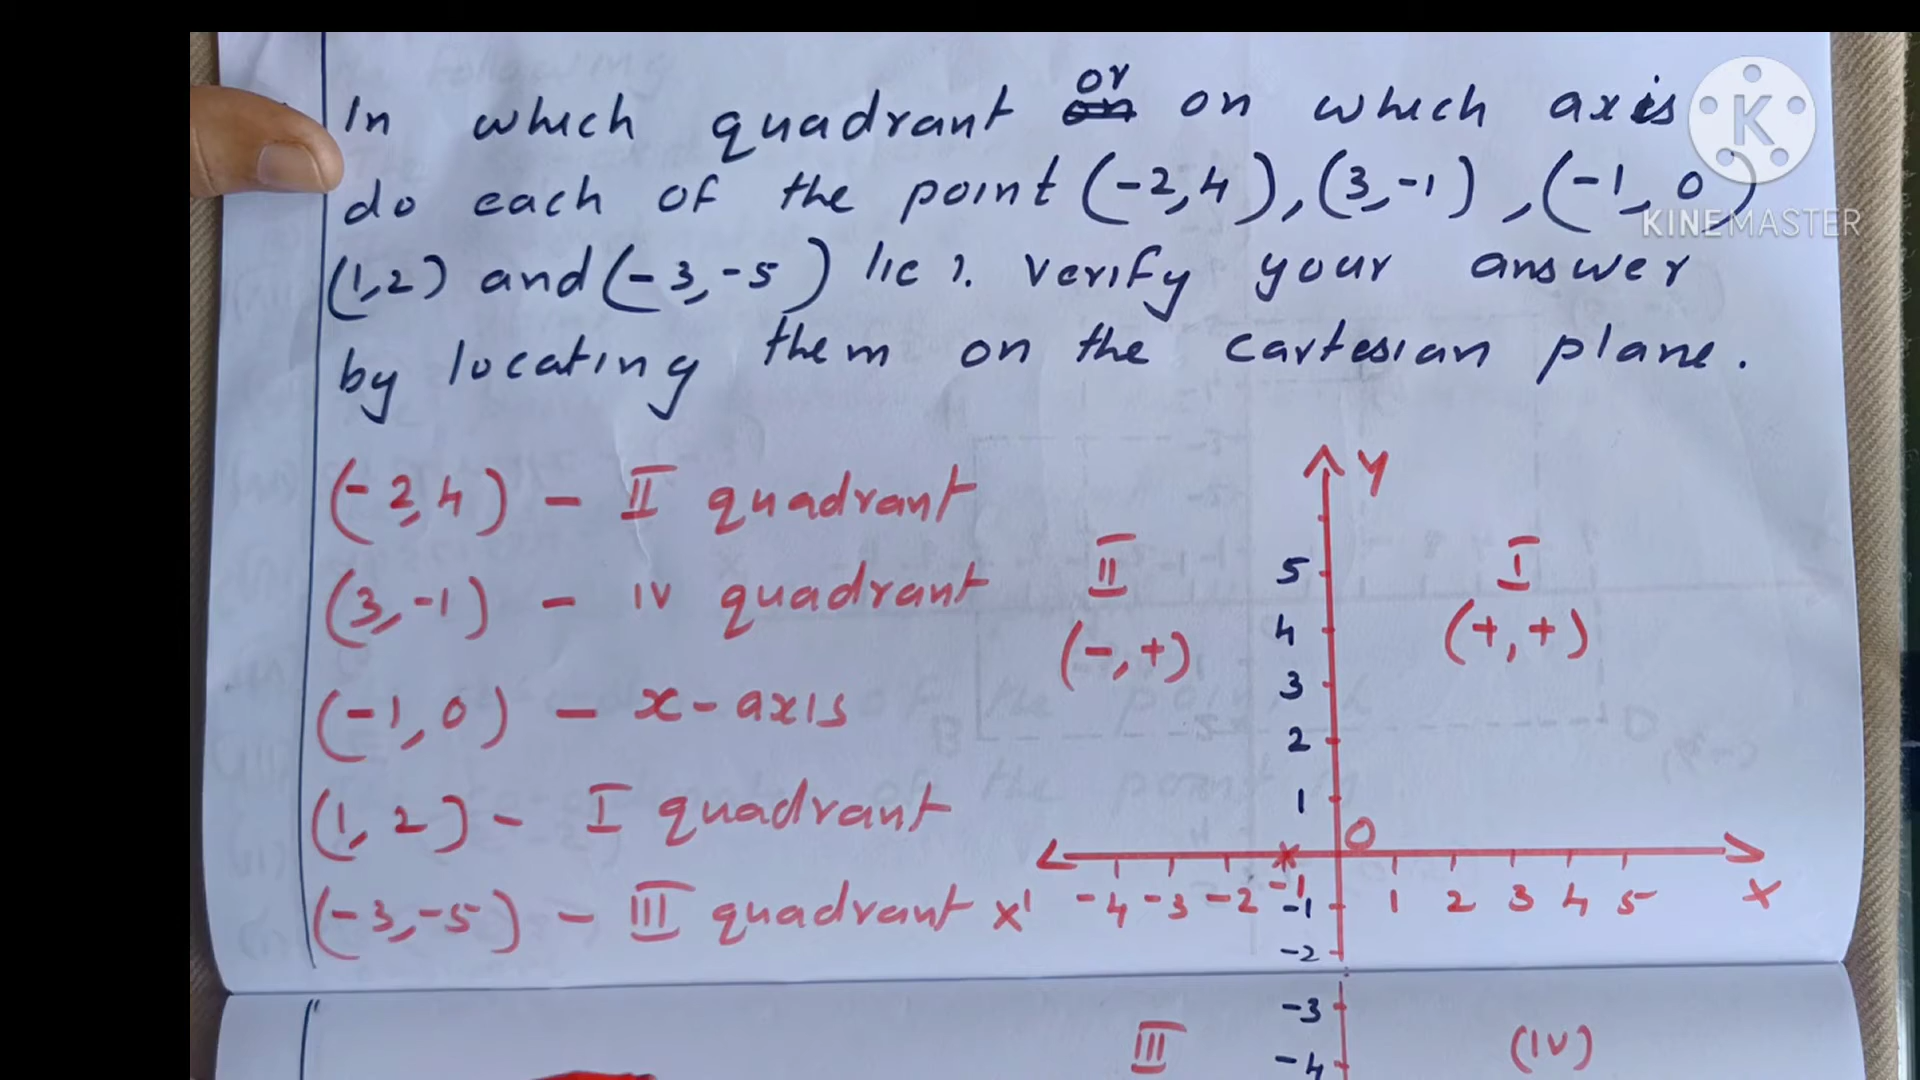 In which quadrant or on which axis
do each of the point (-2,4), (3,-1), (-1, 0)
(1,2) and (-3,-5) lie ?. Verify your answer
by locating them on the cartesian plane.
(-2,4) - II quadrant
(3,-1) - IV quadrant
(-1, 0) - x-axis
(1, 2) - I quadrant
(-3,-5) - III quadrant
Y
II
I
(-,+)
(+,+)
5
4
3
2
1
O
X' -4 -3 -2 -1 1 2 3 4 5 X
-1
-2
-3
-4
III
(IV)
K
KINEMASTER